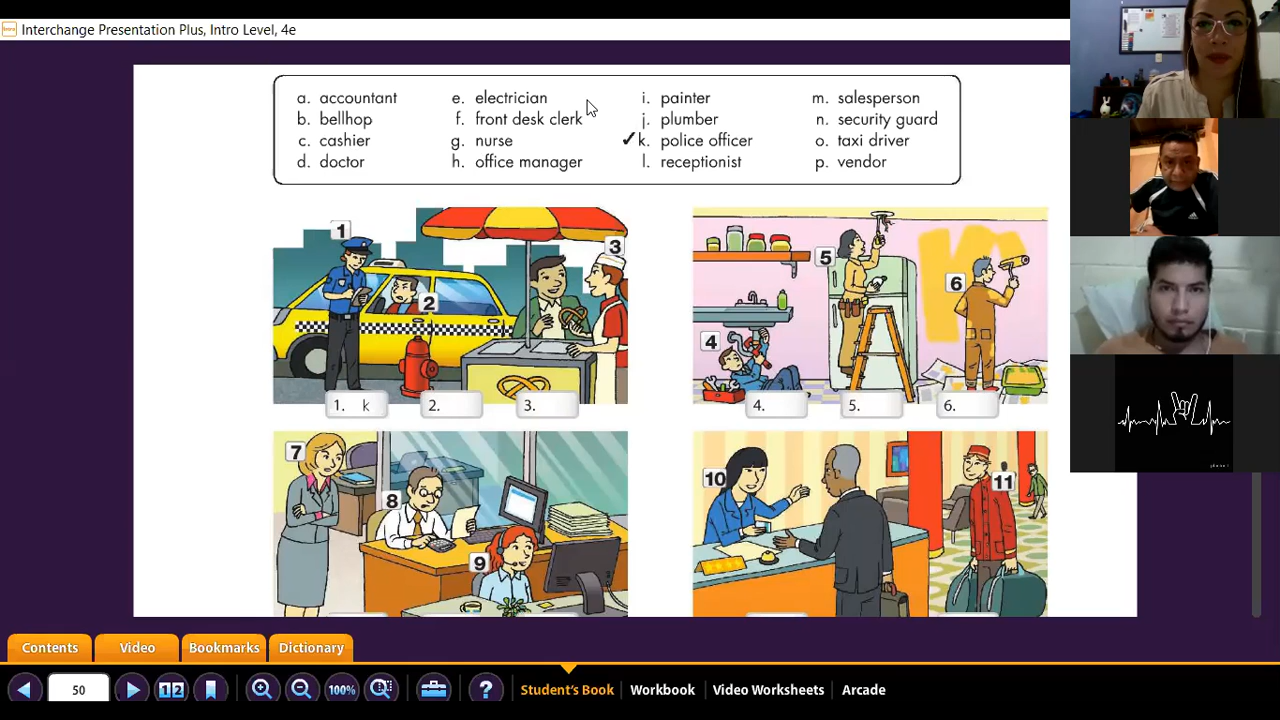 Interchange Presentation Plus, Intro Level, 4e
a. accountant e. electrician i. painter m. salesperson
b. bellhop f. front desk clerk j. plumber n. security guard
c. cashier g. nurse ✓k. police officer o. taxi driver
d. doctor h. office manager l. receptionist p. vendor
1
2
3
5
6
4
1. k 2. 3.
4. 5. 6.
7
8
9
10
11
Contents Video Bookmarks Dictionary
50 1 2 100% ? Student's Book Workbook Video Worksheets Arcade